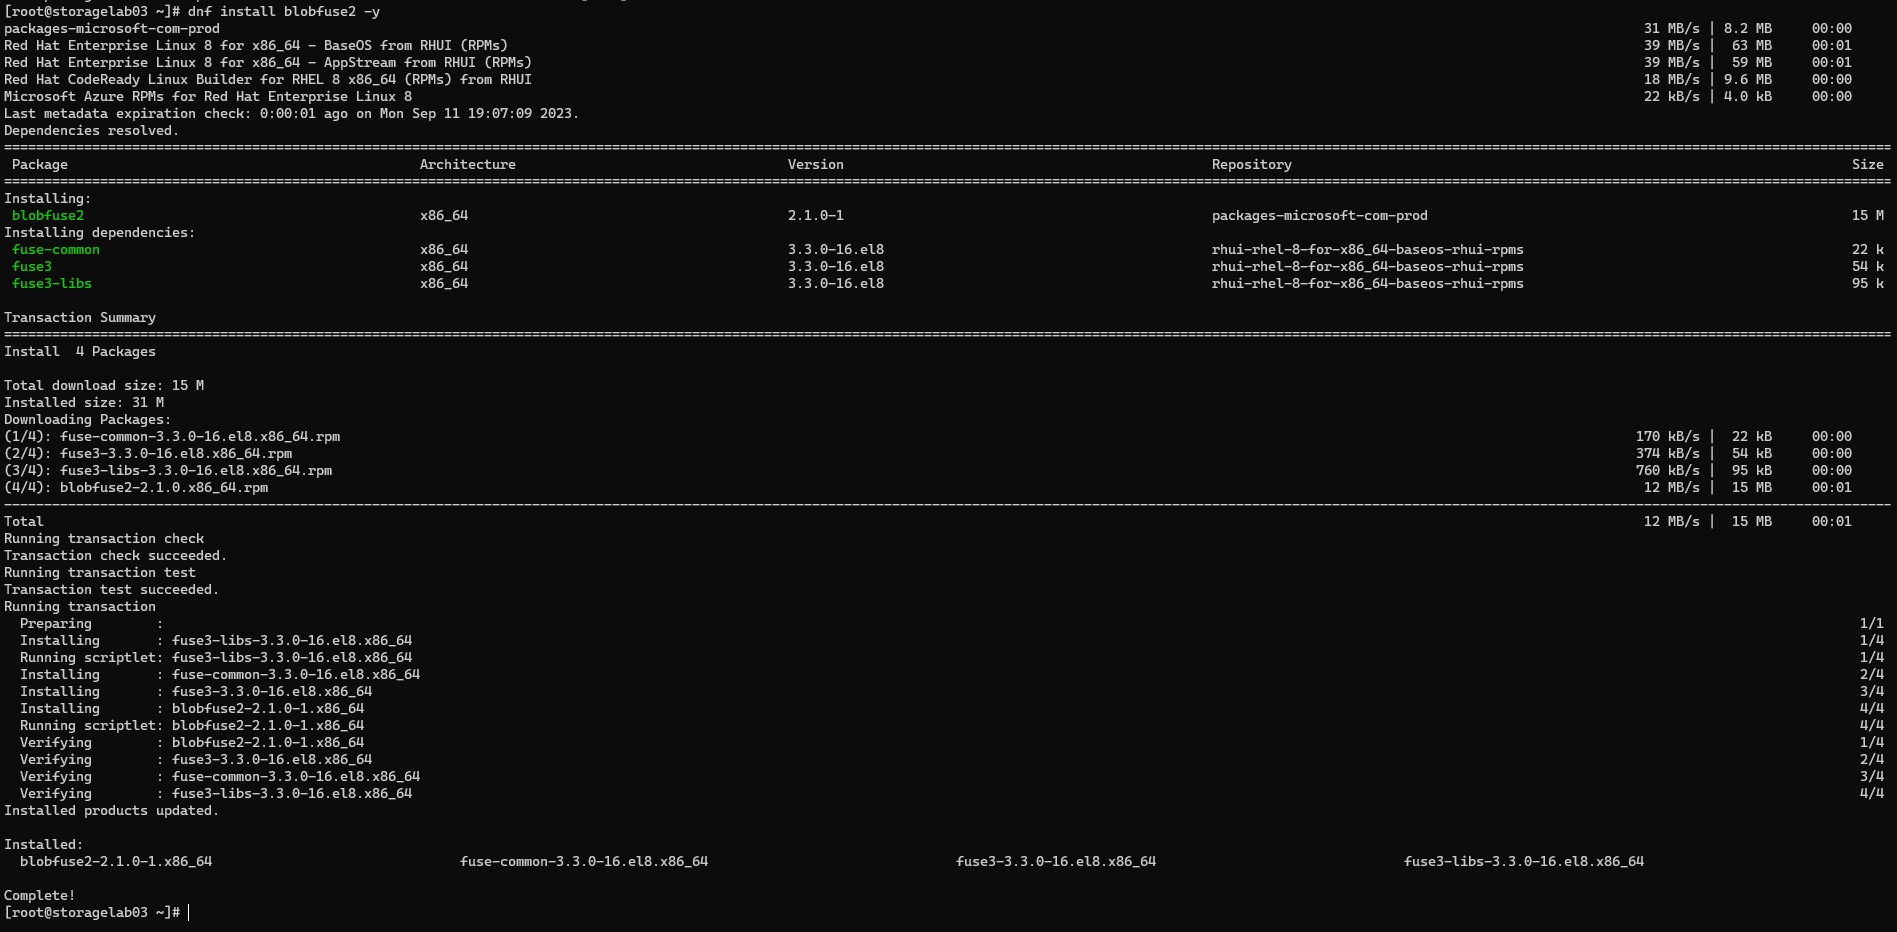 [root@storagelab03 ~]# dnf install blobfuse2 -y
packages-microsoft-com-prod 31 MB/s | 8.2 MB 00:00
Red Hat Enterprise Linux 8 for x86_64 - BaseOS from RHUI (RPMs) 39 MB/s | 63 MB 00:01
Red Hat Enterprise Linux 8 for x86_64 - AppStream from RHUI (RPMs) 39 MB/s | 59 MB 00:01
Red Hat CodeReady Linux Builder for RHEL 8 x86_64 (RPMs) from RHUI 18 MB/s | 9.6 MB 00:00
Microsoft Azure RPMs for Red Hat Enterprise Linux 8 22 kB/s | 4.0 kB 00:00
Last metadata expiration check: 0:00:01 ago on Mon Sep 11 19:07:09 2023.
Dependencies resolved.
Package Architecture Version Repository Size
Installing:
blobfuse2 x86_64 2.1.0-1 packages-microsoft-com-prod 15 M
Installing dependencies:
fuse-common x86_64 3.3.0-16.el8 rhui-rhel-8-for-x86_64-baseos-rhui-rpms 22 k
fuse3 x86_64 3.3.0-16.el8 rhui-rhel-8-for-x86_64-baseos-rhui-rpms 54 k
fuse3-libs x86_64 3.3.0-16.el8 rhui-rhel-8-for-x86_64-baseos-rhui-rpms 95 k
Transaction Summary
Install 4 Packages
Total download size: 15 M
Installed size: 31 M
Downloading Packages:
(1/4): fuse-common-3.3.0-16.el8.x86_64.rpm 170 kB/s | 22 kB 00:00
(2/4): fuse3-3.3.0-16.el8.x86_64.rpm 374 kB/s | 54 kB 00:00
(3/4): fuse3-libs-3.3.0-16.el8.x86_64.rpm 760 kB/s | 95 kB 00:00
(4/4): blobfuse2-2.1.0.x86_64.rpm 12 MB/s | 15 MB 00:01
Total 12 MB/s | 15 MB 00:01
Running transaction check
Transaction check succeeded.
Running transaction test
Transaction test succeeded.
Running transaction
Preparing : 1/1
Installing : fuse3-libs-3.3.0-16.el8.x86_64 1/4
Running scriptlet: fuse3-libs-3.3.0-16.el8.x86_64 1/4
Installing : fuse-common-3.3.0-16.el8.x86_64 2/4
Installing : fuse3-3.3.0-16.el8.x86_64 3/4
Installing : blobfuse2-2.1.0-1.x86_64 4/4
Running scriptlet: blobfuse2-2.1.0-1.x86_64 4/4
Verifying : blobfuse2-2.1.0-1.x86_64 1/4
Verifying : fuse3-3.3.0-16.el8.x86_64 2/4
Verifying : fuse-common-3.3.0-16.el8.x86_64 3/4
Verifying : fuse3-libs-3.3.0-16.el8.x86_64 4/4
Installed products updated.
Installed:
blobfuse2-2.1.0-1.x86_64 fuse-common-3.3.0-16.el8.x86_64 fuse3-3.3.0-16.el8.x86_64 fuse3-libs-3.3.0-16.el8.x86_64
Complete!
[root@storagelab03 ~]#